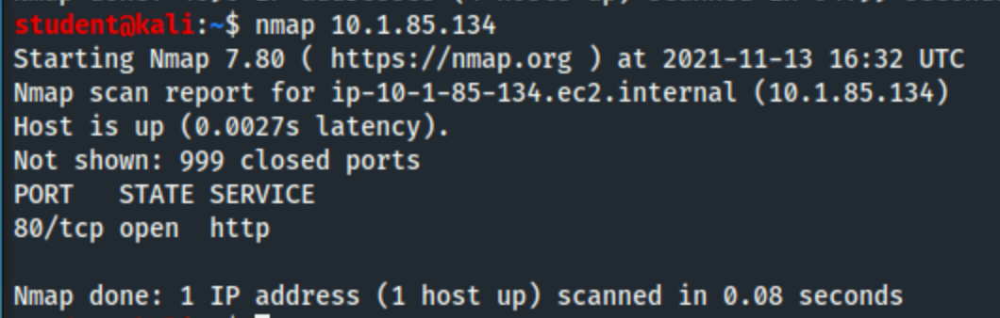 student@kali:~$ nmap 10.1.85.134
Starting Nmap 7.80 ( https://nmap.org ) at 2021-11-13 16:32 UTC
Nmap scan report for ip-10-1-85-134.ec2.internal (10.1.85.134)
Host is up (0.0027s latency).
Not shown: 999 closed ports
PORT   STATE SERVICE
80/tcp open  http
Nmap done: 1 IP address (1 host up) scanned in 0.08 seconds